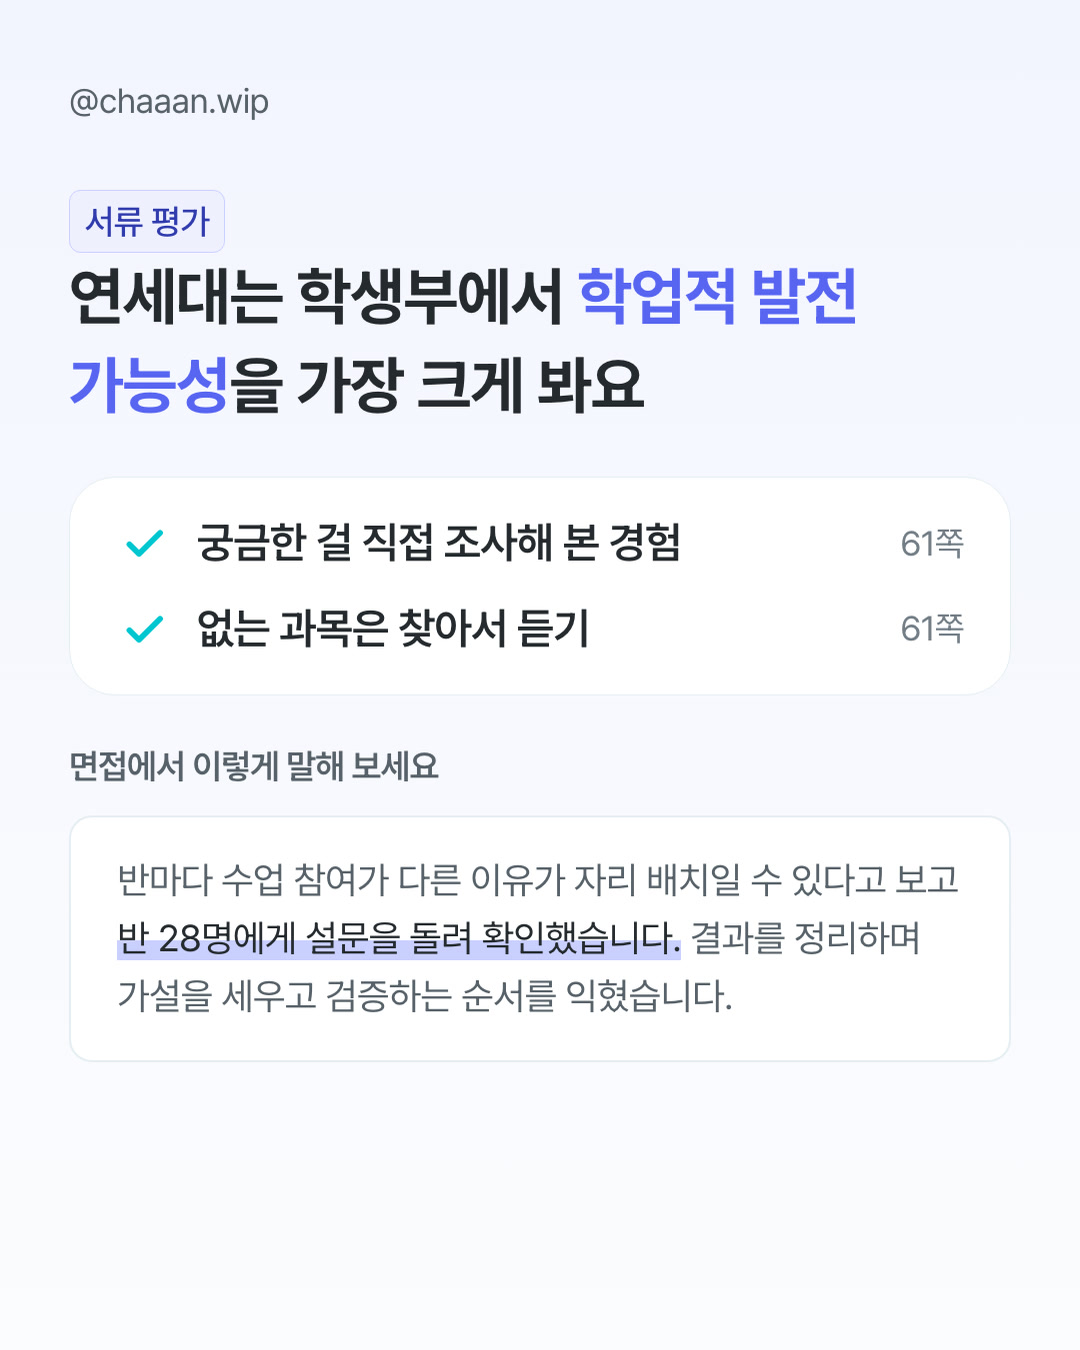 @chaaan.wip
서류 평가
연세대는 학생부에서 학업적 발전
가능성을 가장 크게 봐요
궁금한 걸 직접 조사해 본 경험 61쪽
없는 과목은 찾아서 듣기 61쪽
면접에서 이렇게 말해 보세요
반마다 수업 참여가 다른 이유가 자리 배치일 수 있다고 보고
반 28명에게 설문을 돌려 확인했습니다. 결과를 정리하며
가설을 세우고 검증하는 순서를 익혔습니다.